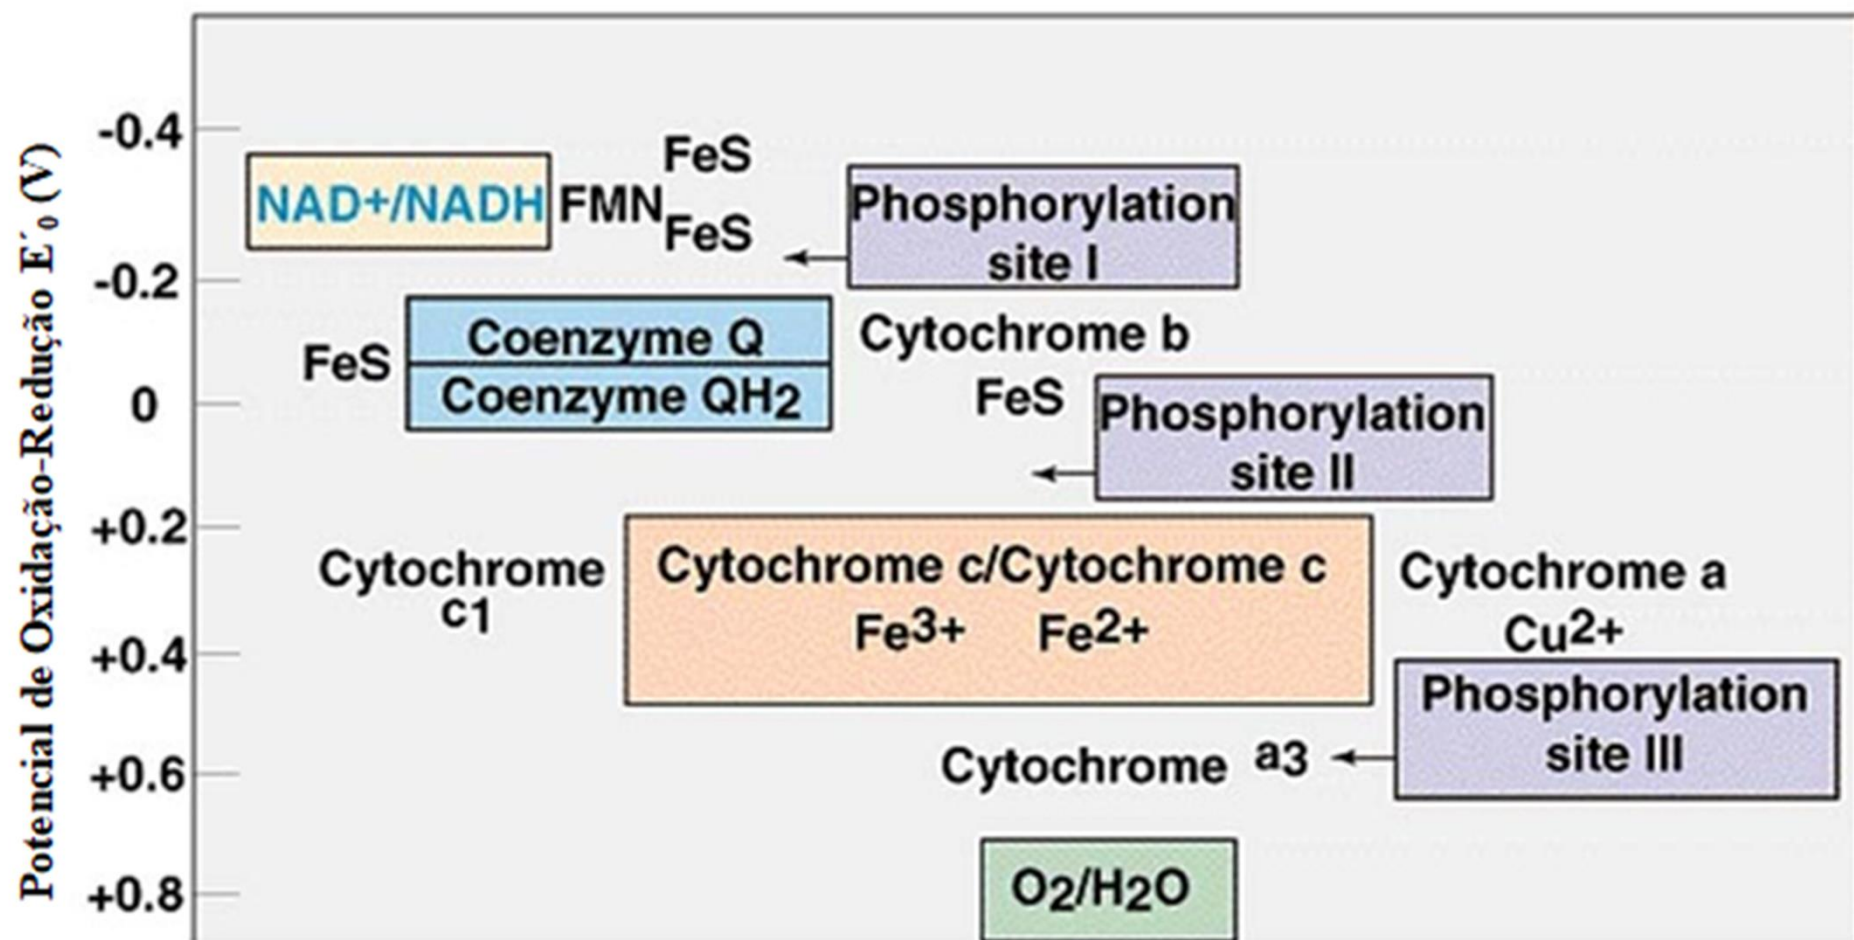 Potencial de Oxidação-Redução E´0 (V)
-0.4
-0.2
0
+0.2
+0.4
+0.6
+0.8
FeS
NAD+/NADH
FMN
FeS
Phosphorylation
site I
Coenzyme Q
Coenzyme QH2
FeS
Cytochrome b
FeS
Phosphorylation
site II
Cytochrome
c1
Cytochrome c/Cytochrome c
Fe3+ Fe2+
Cytochrome a
Cu2+
Phosphorylation
site III
Cytochrome a3
O2/H2O